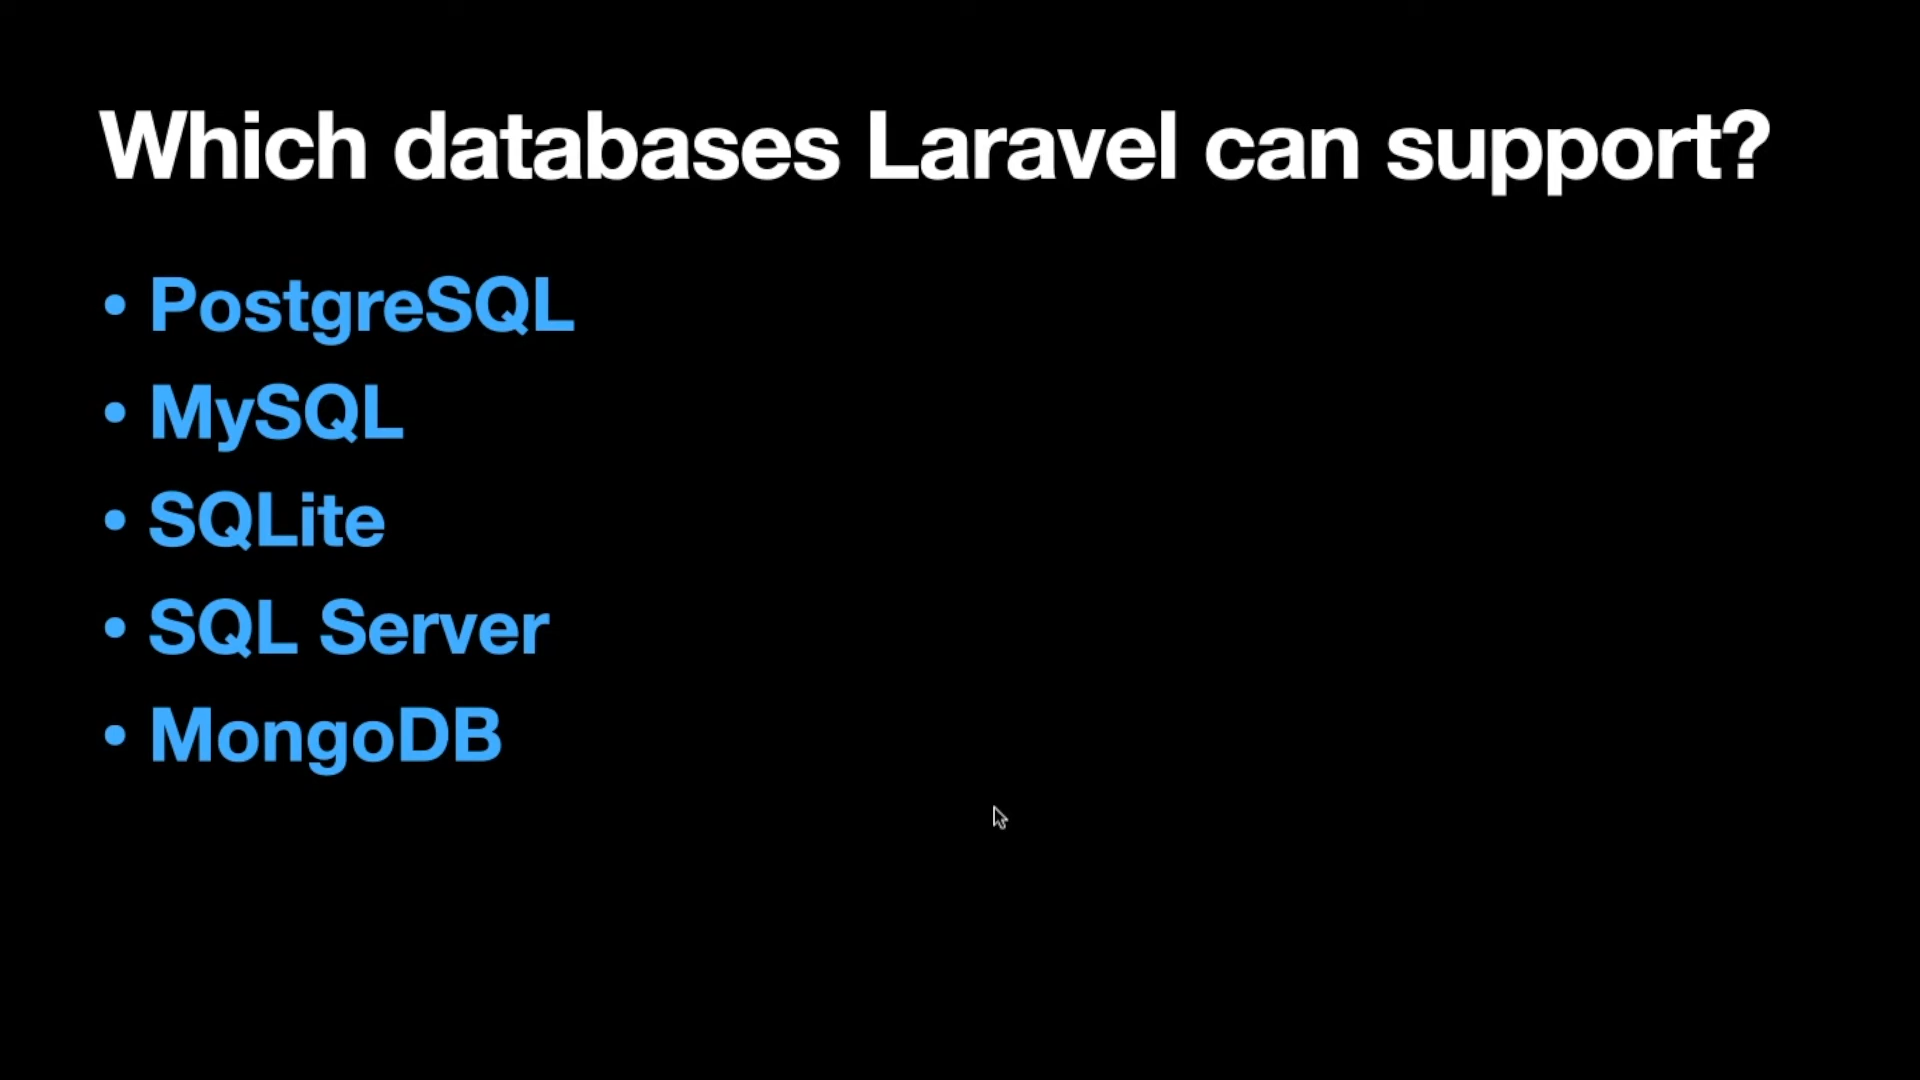 Which databases Laravel can support?
• PostgreSQL
• MySQL
• SQLite
• SQL Server
• MongoDB